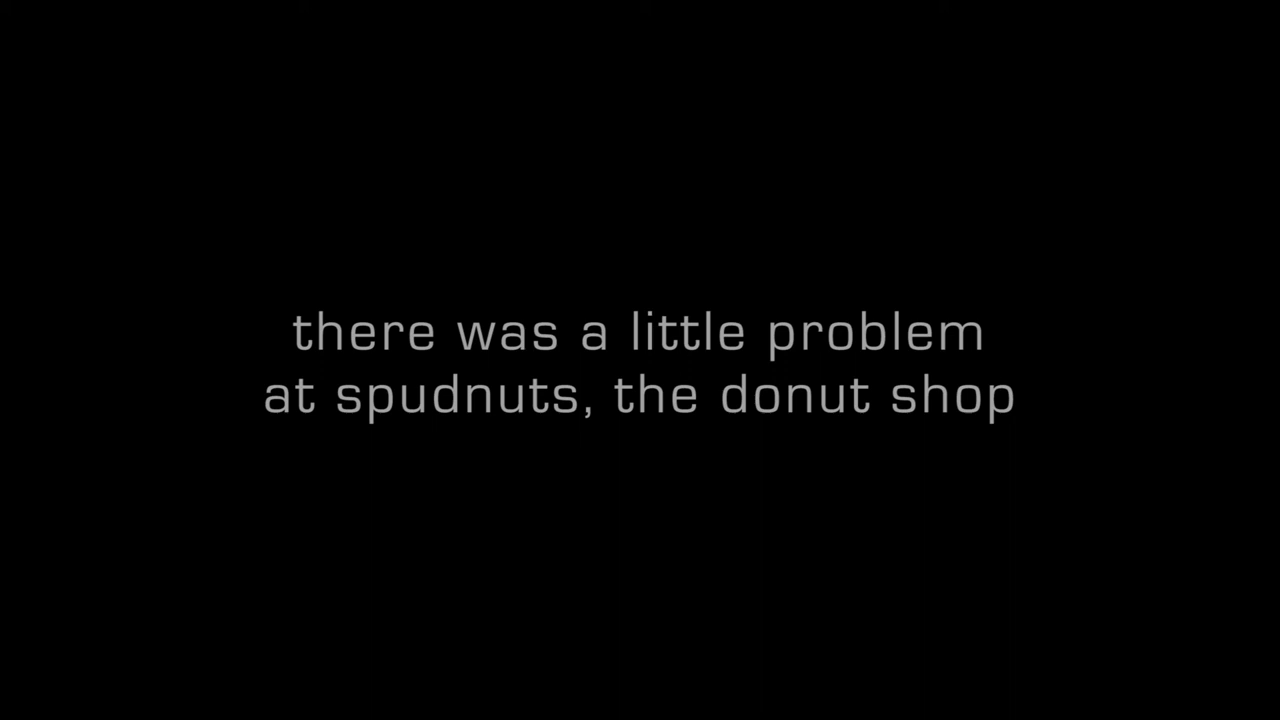 there was a little problem
at spudnuts, the donut shop